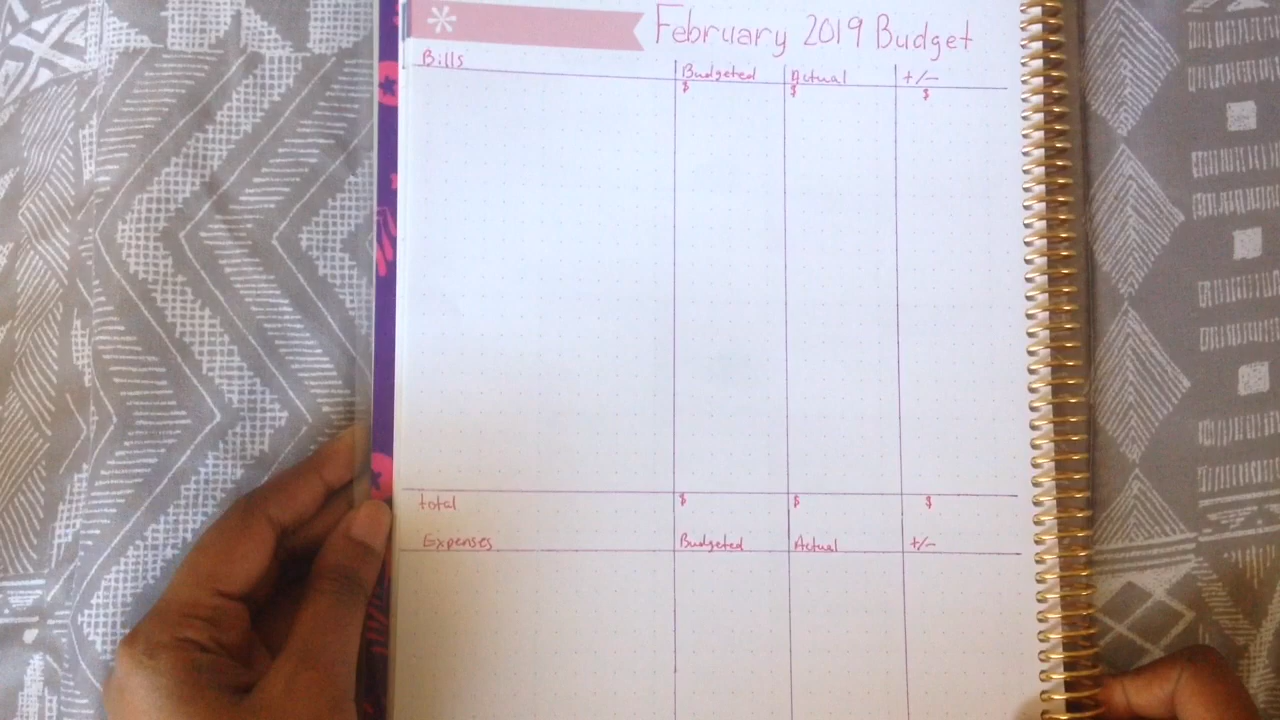 February 2019 Budget
Bills Budgeted Actual +/-
$ $ $
total $ $ $
Expenses Budgeted Actual +/-